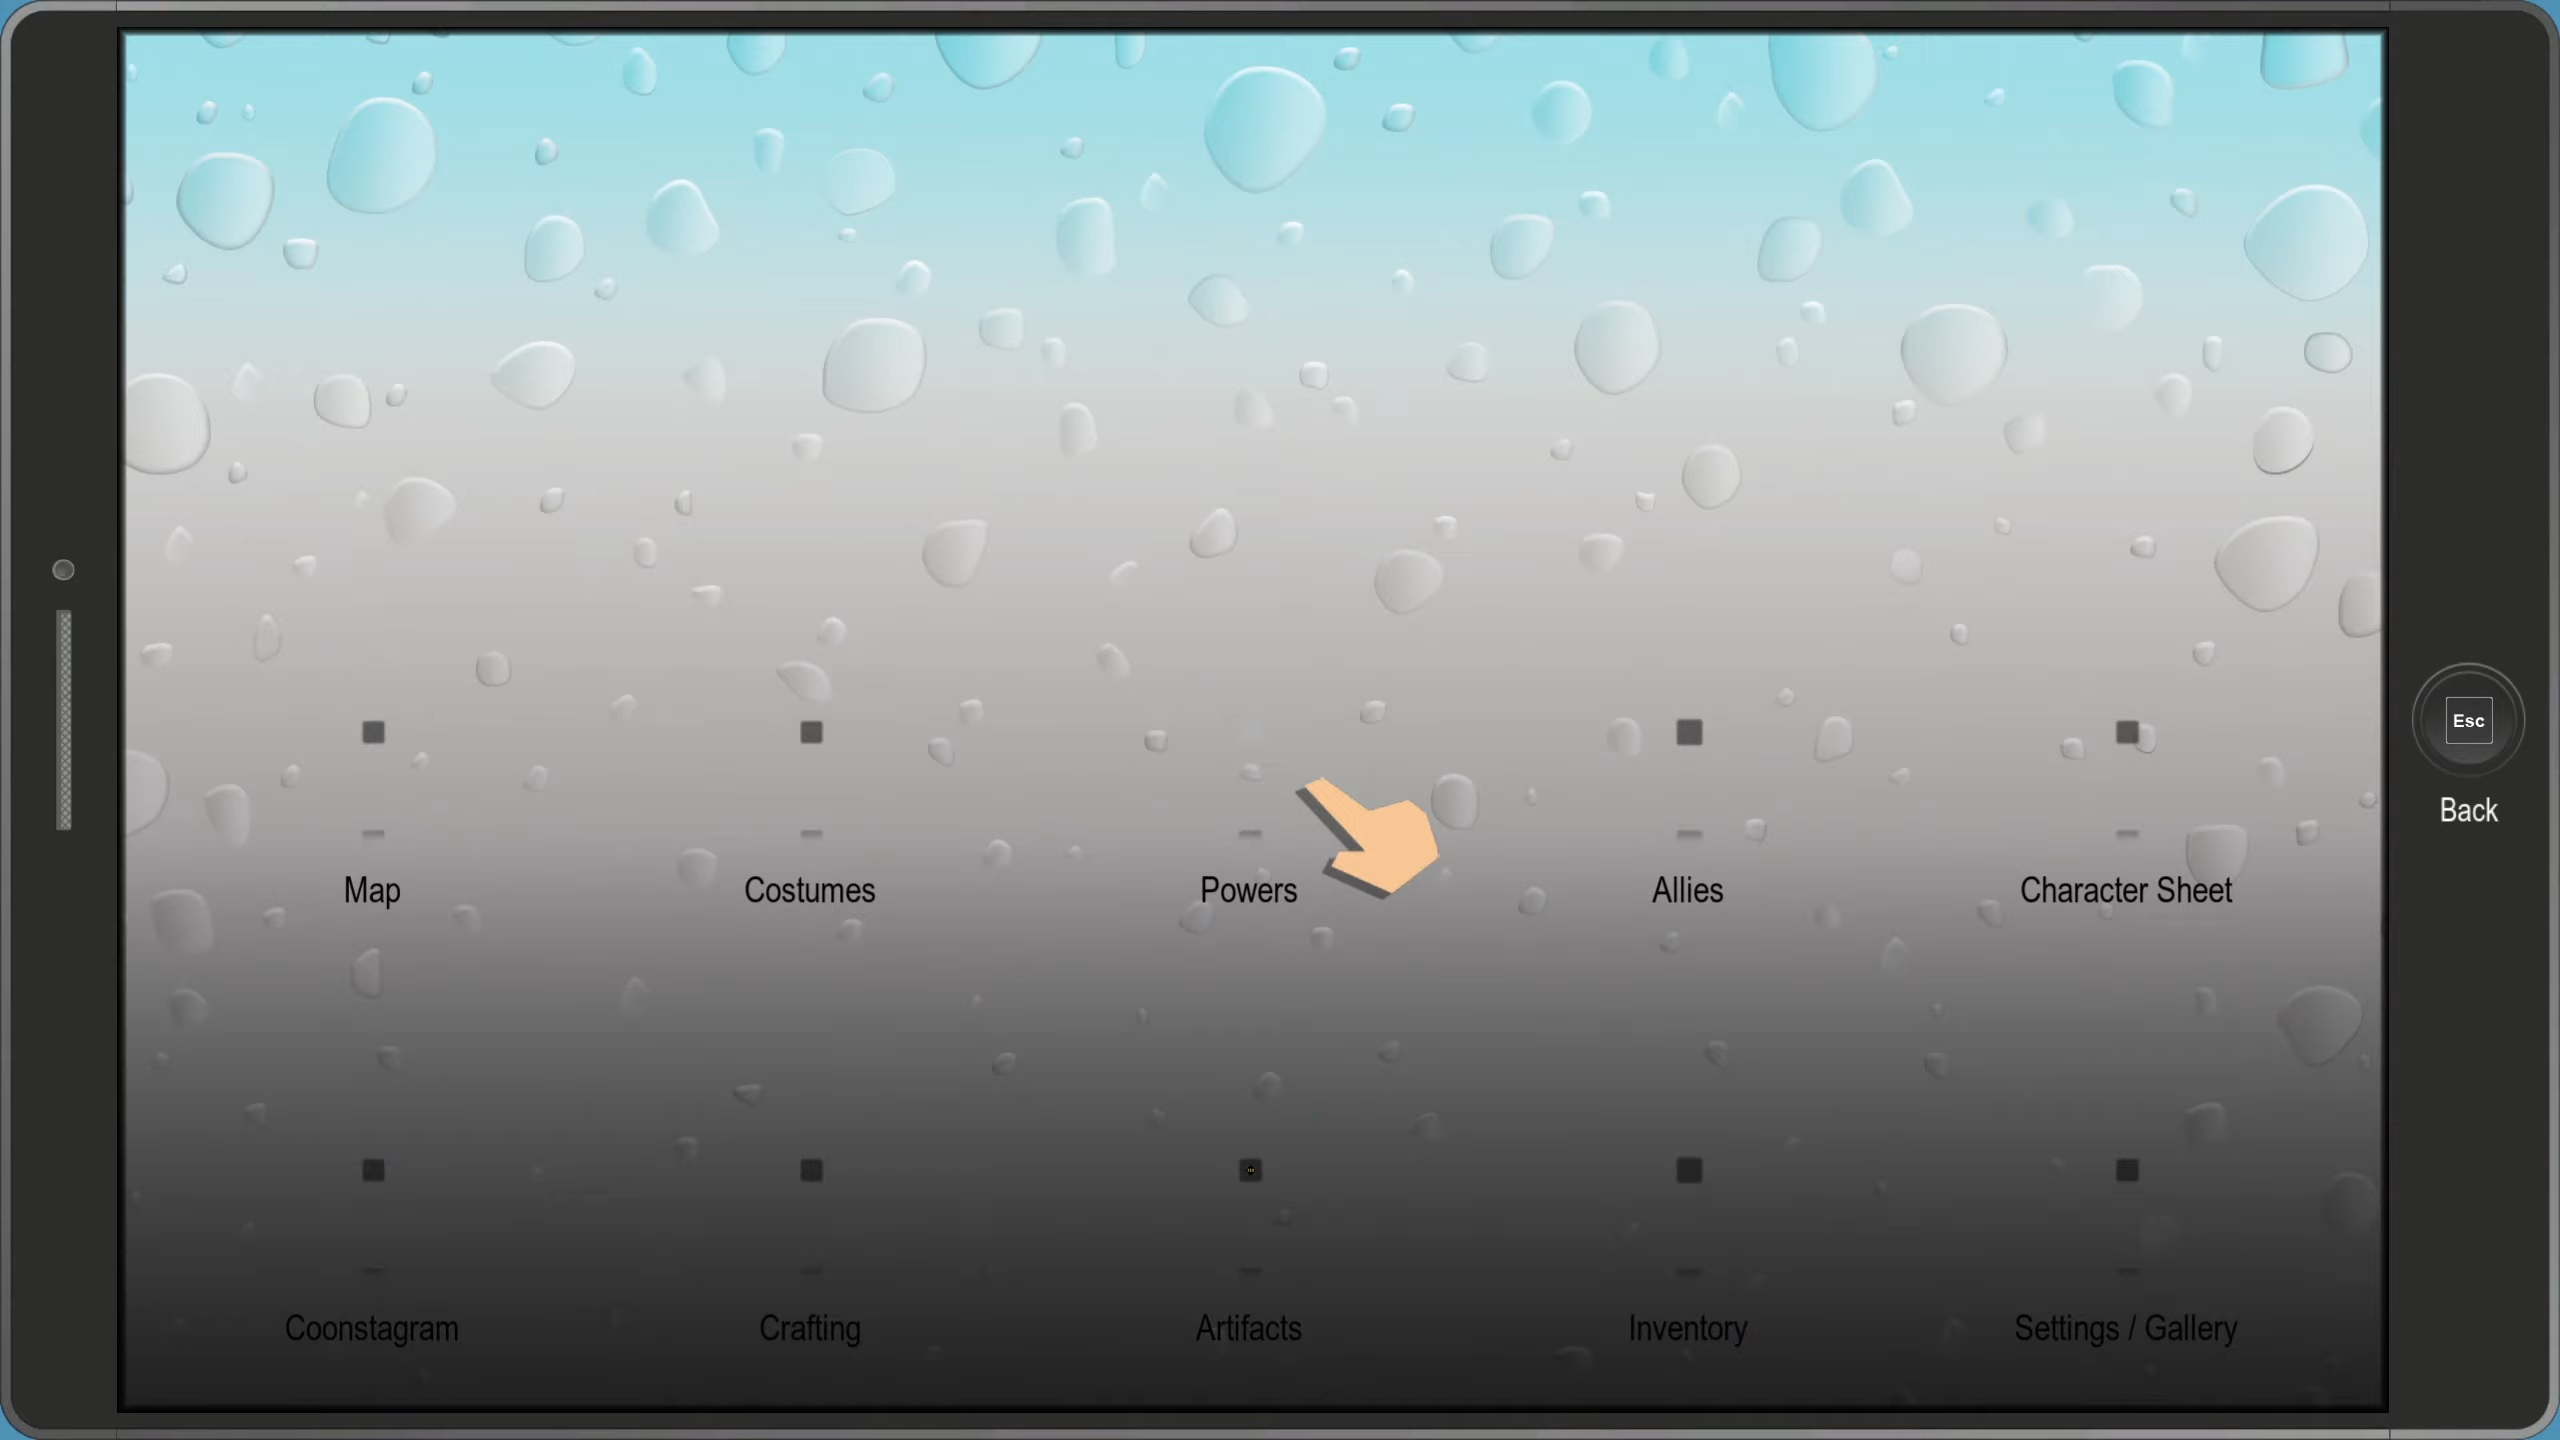 Esc
Back
Map
Costumes
Powers
Allies
Character Sheet
Coonstagram
Crafting
Artifacts
Inventory
Settings / Gallery